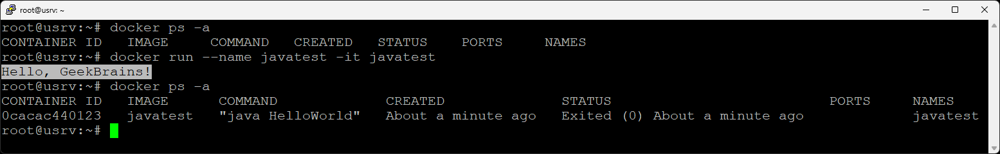 root@usrv: ~
root@usrv:~# docker ps -a
CONTAINER ID   IMAGE     COMMAND   CREATED   STATUS    PORTS     NAMES
root@usrv:~# docker run --name javatest -it javatest
Hello, GeekBrains!
root@usrv:~# docker ps -a
CONTAINER ID   IMAGE      COMMAND             CREATED              STATUS                          PORTS     NAMES
0cacac440123   javatest   "java HelloWorld"   About a minute ago   Exited (0) About a minute ago             javatest
root@usrv:~#